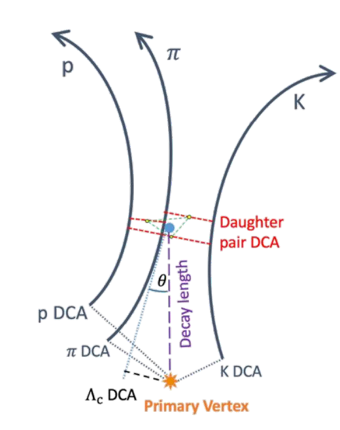 p
π
K
Daughter
pair DCA
θ
Decay length
p DCA
π DCA
K DCA
Λc DCA
Primary Vertex